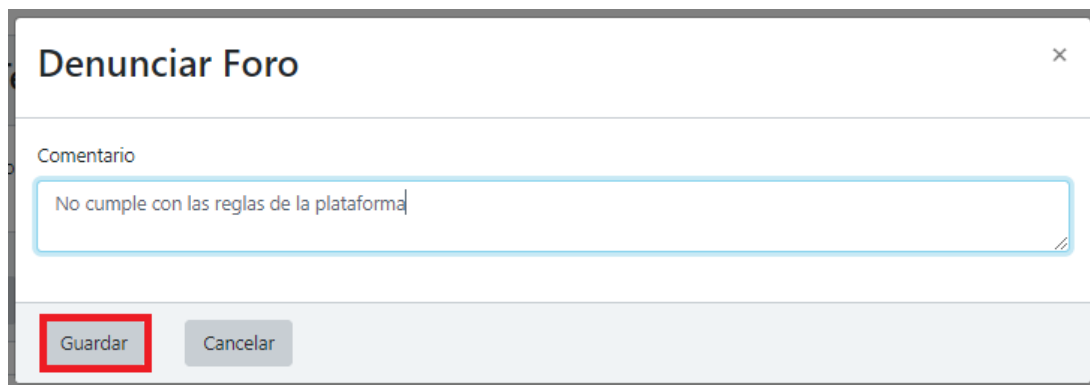 Denunciar Foro
×
Comentario
No cumple con las reglas de la plataforma
Guardar
Cancelar